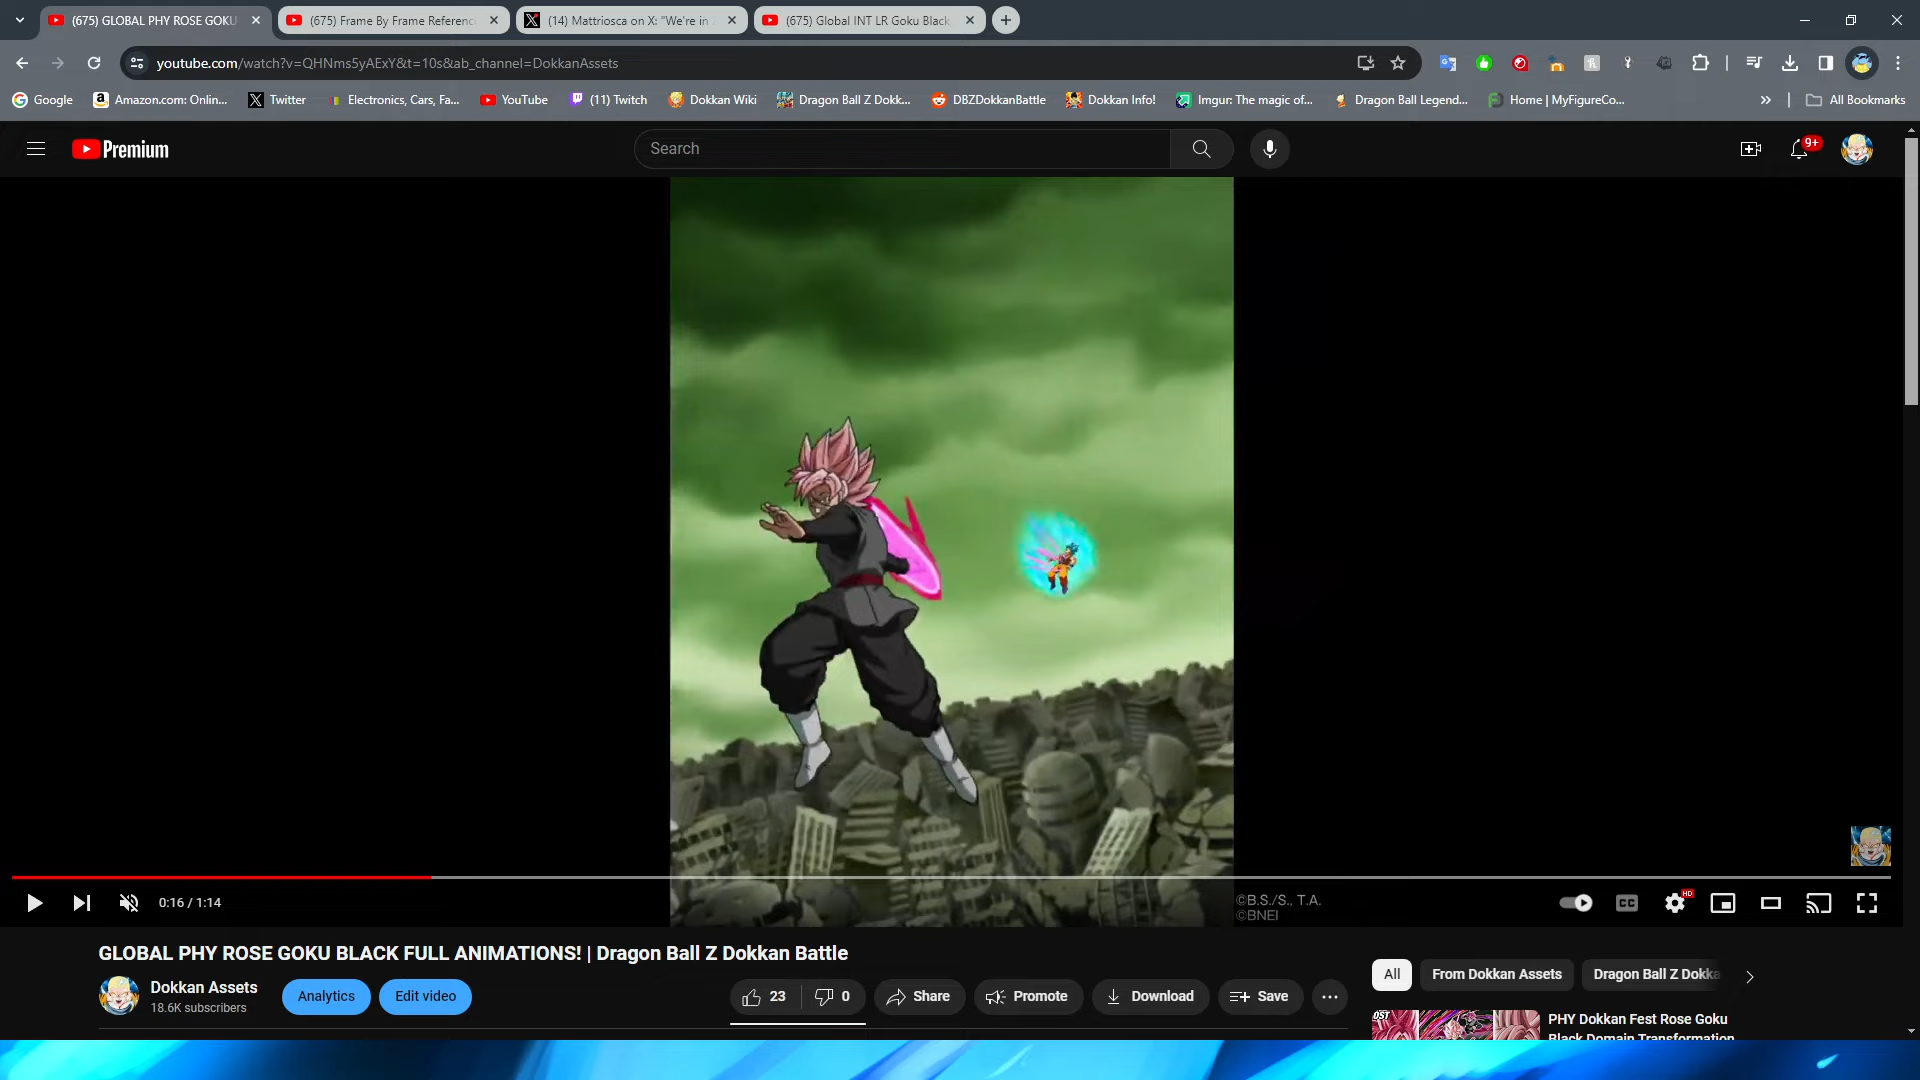 (675) GLOBAL PHY ROSE GOKU
(675) Frame By Frame Referenc
(14) Mattriosca on X: "We're in
(675) Global INT LR Goku Black
youtube.com/watch?v=QHNms5yAExY&t=10s&ab_channel=DokkanAssets
Google
Amazon.com: Onlin...
Twitter
Electronics, Cars, Fa...
YouTube
(11) Twitch
Dokkan Wiki
Dragon Ball Z Dokk...
DBZDokkanBattle
Dokkan Info!
Imgur: The magic of...
Dragon Ball Legend...
Home | MyFigureCo...
All Bookmarks
Premium
Search
9+
©B.S./S., T.A.
©BNEI
0:16 / 1:14
CC
HD
GLOBAL PHY ROSE GOKU BLACK FULL ANIMATIONS! | Dragon Ball Z Dokkan Battle
Dokkan Assets
18.6K subscribers
Analytics
Edit video
23
0
Share
Promote
Download
Save
All
From Dokkan Assets
Dragon Ball Z Dokka
OST
PHY Dokkan Fest Rose Goku
Black Domain Transformation